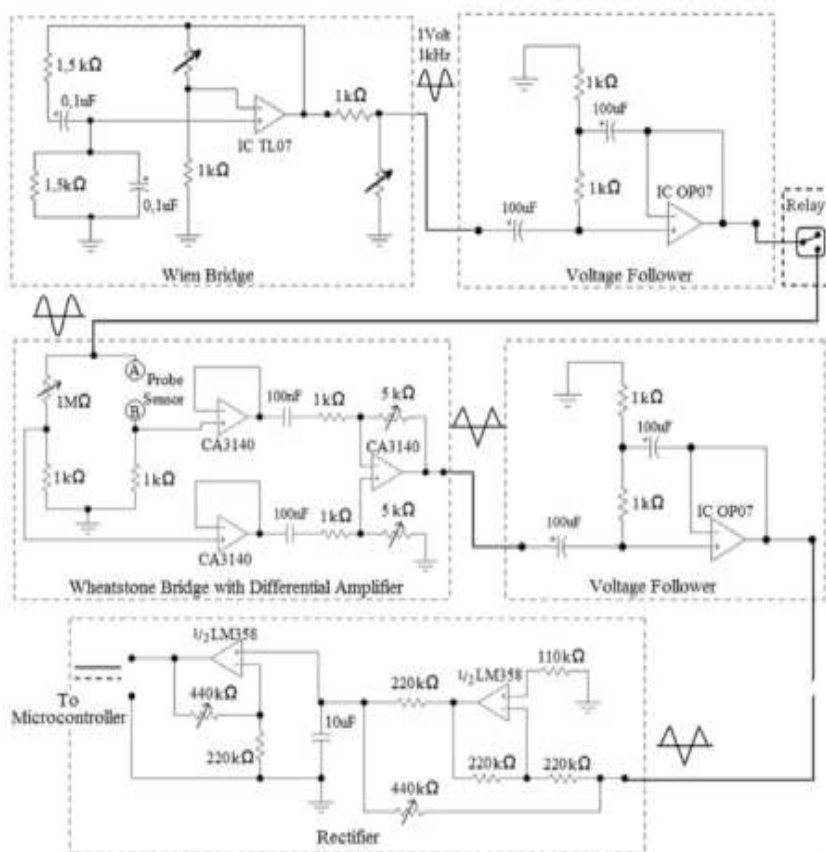 1Volt
1kHz
1,5kΩ
0,1uF
IC TL07
1kΩ
1,5kΩ
0,1uF
1kΩ
Wien Bridge
1kΩ
100uF
1kΩ
100uF
IC OP07
Voltage Follower
Relay
A
Probe
Sensor
B
1MΩ
1kΩ
1kΩ
CA3140
100nF
1kΩ
5kΩ
CA3140
CA3140
100nF
1kΩ
5kΩ
Wheatstone Bridge with Differential Amplifier
1kΩ
100uF
1kΩ
100uF
IC OP07
Voltage Follower
1/2LM358
440kΩ
220kΩ
10uF
To
Microcontroller
220kΩ
1/2LM358
110kΩ
220kΩ
220kΩ
440kΩ
Rectifier